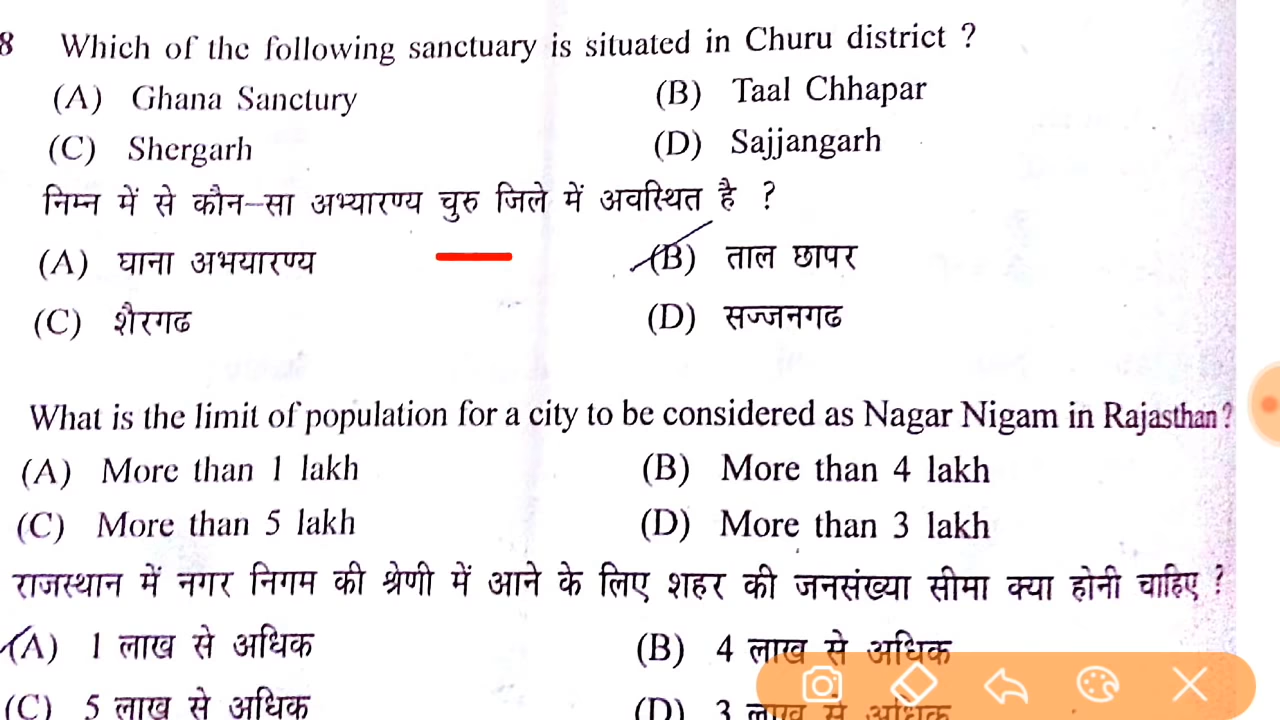 8 Which of the following sanctuary is situated in Churu district ?
(A) Ghana Sanctury (B) Taal Chhapar
(C) Shergarh (D) Sajjangarh
निम्न में से कौन-सा अभ्यारण्य चुरु जिले में अवस्थित है ?
(A) घाना अभयारण्य (B) ताल छापर
(C) शैरगढ (D) सज्जनगढ
What is the limit of population for a city to be considered as Nagar Nigam in Rajasthan?
(A) More than 1 lakh (B) More than 4 lakh
(C) More than 5 lakh (D) More than 3 lakh
राजस्थान में नगर निगम की श्रेणी में आने के लिए शहर की जनसंख्या सीमा क्या होनी चाहिए ?
(A) 1 लाख से अधिक (B) 4 लाख से अधिक
(C) 5 लाख से अधिक (D) 3 लाख से अधिक